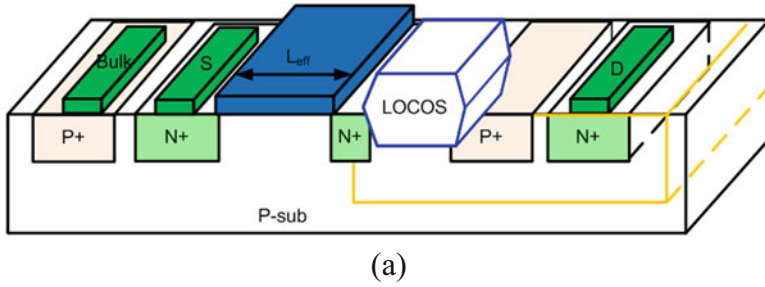 Bulk
S
L_eff
D
LOCOS
P+
N+
N+
P+
N+
P-sub
(a)